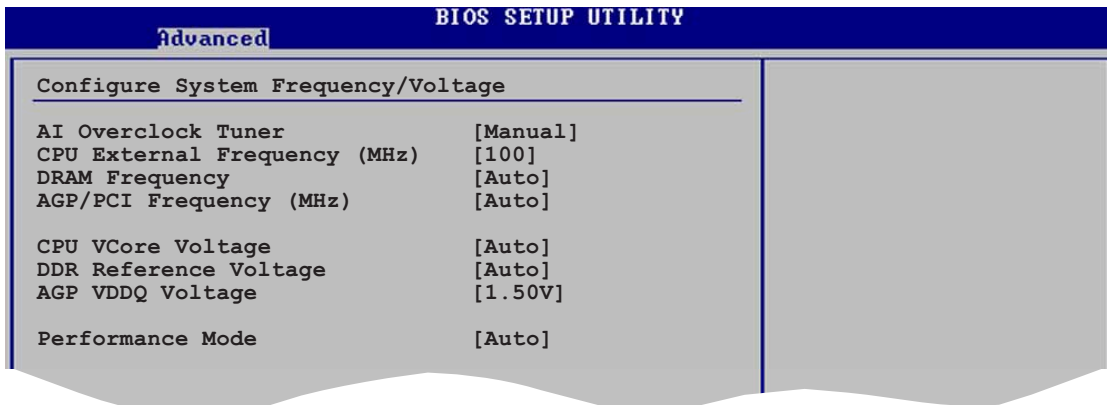 BIOS SETUP UTILITY
Advanced
Configure System Frequency/Voltage
AI Overclock Tuner [Manual]
CPU External Frequency (MHz) [100]
DRAM Frequency [Auto]
AGP/PCI Frequency (MHz) [Auto]
CPU VCore Voltage [Auto]
DDR Reference Voltage [Auto]
AGP VDDQ Voltage [1.50V]
Performance Mode [Auto]